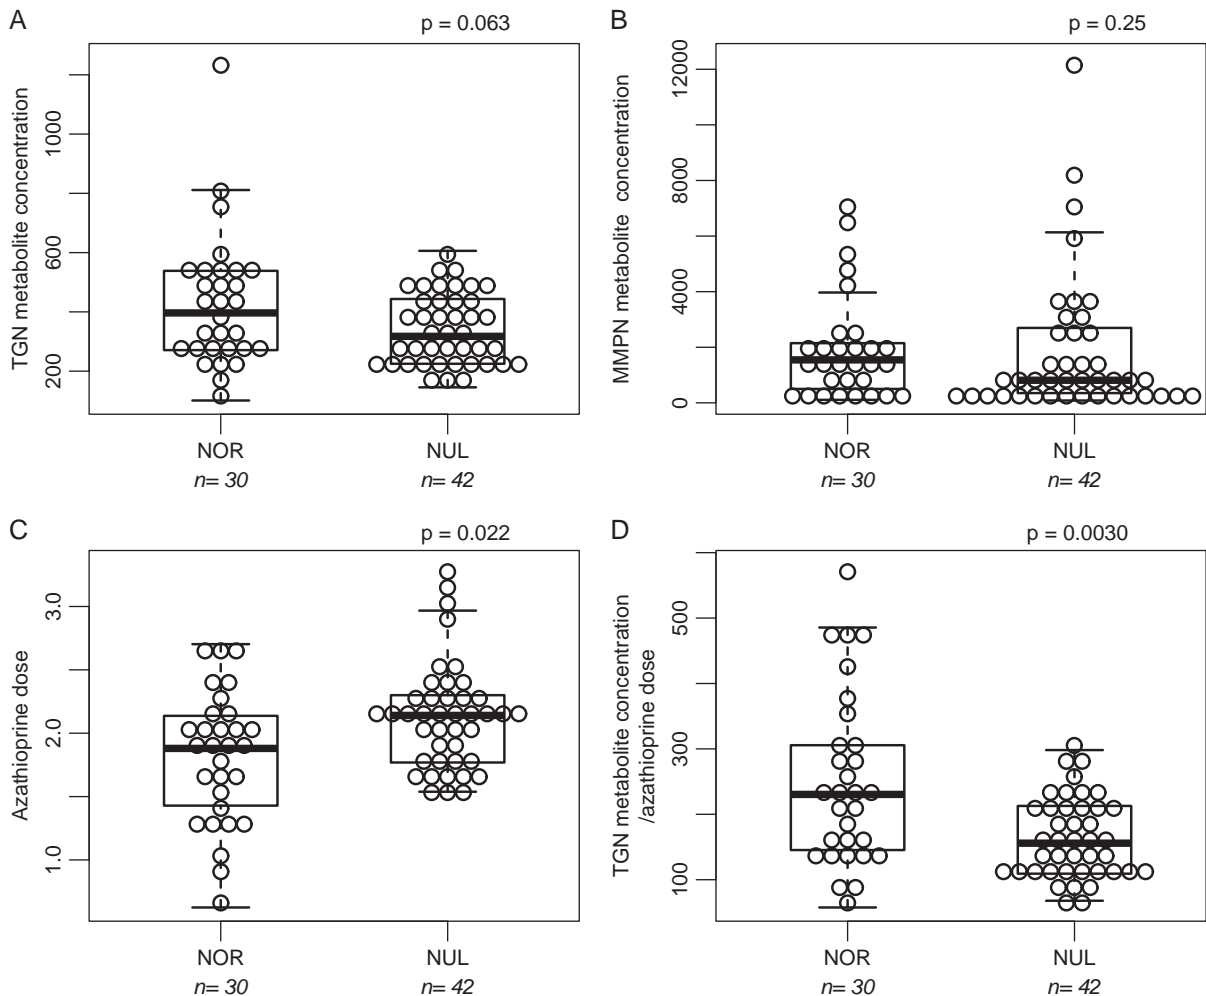 A
p = 0.063
TGN metabolite concentration
1000
600
200
NOR
NUL
n= 30
n= 42
B
p = 0.25
MMPN metabolite concentration
12000
8000
4000
0
NOR
NUL
n= 30
n= 42
C
p = 0.022
Azathioprine dose
3.0
2.0
1.0
NOR
NUL
n= 30
n= 42
D
p = 0.0030
TGN metabolite concentration
/azathioprine dose
500
300
100
NOR
NUL
n= 30
n= 42